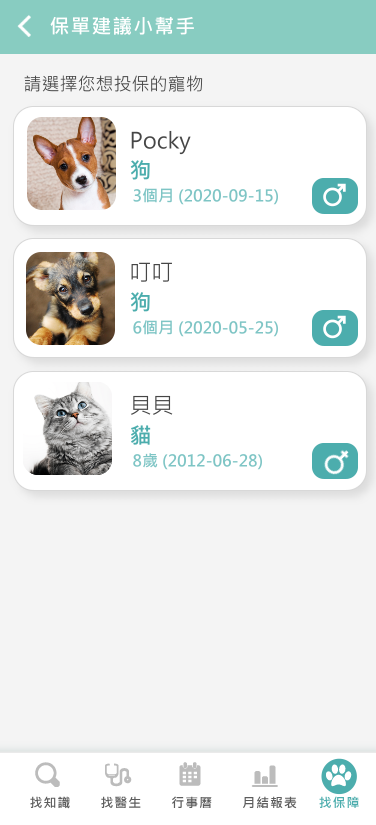 保單建議小幫手
請選擇您想投保的寵物
Pocky
狗
3個月 (2020-09-15)
叮叮
狗
6個月 (2020-05-25)
貝貝
貓
8歲 (2012-06-28)
找知識 找醫生 行事曆 月結報表 找保障